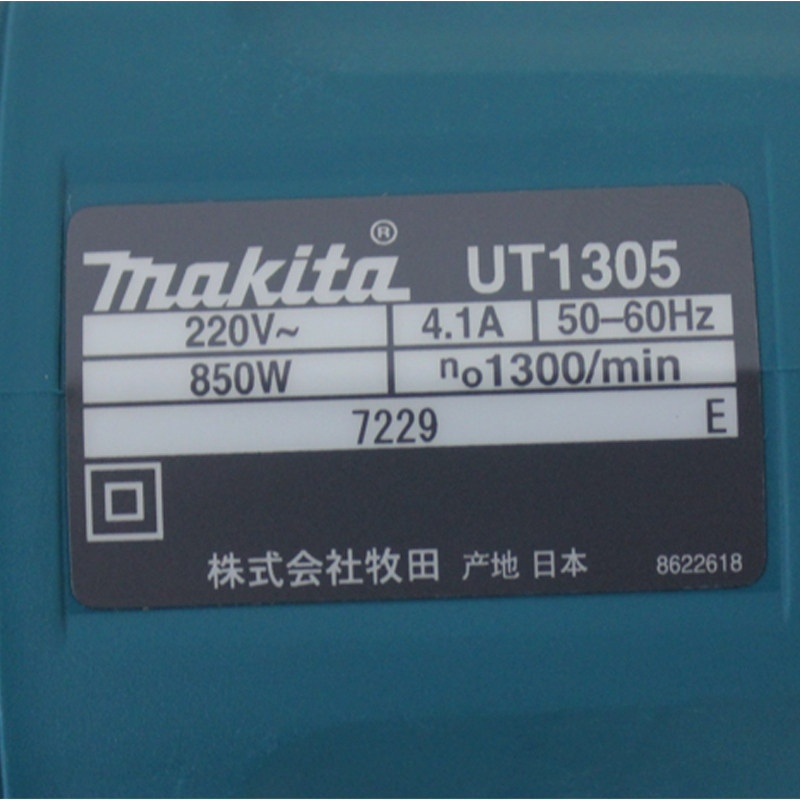 makita® UT1305
220V~ 4.1A 50–60Hz
850W no1300/min
7229 E
株式会社牧田 产地 日本 8622618